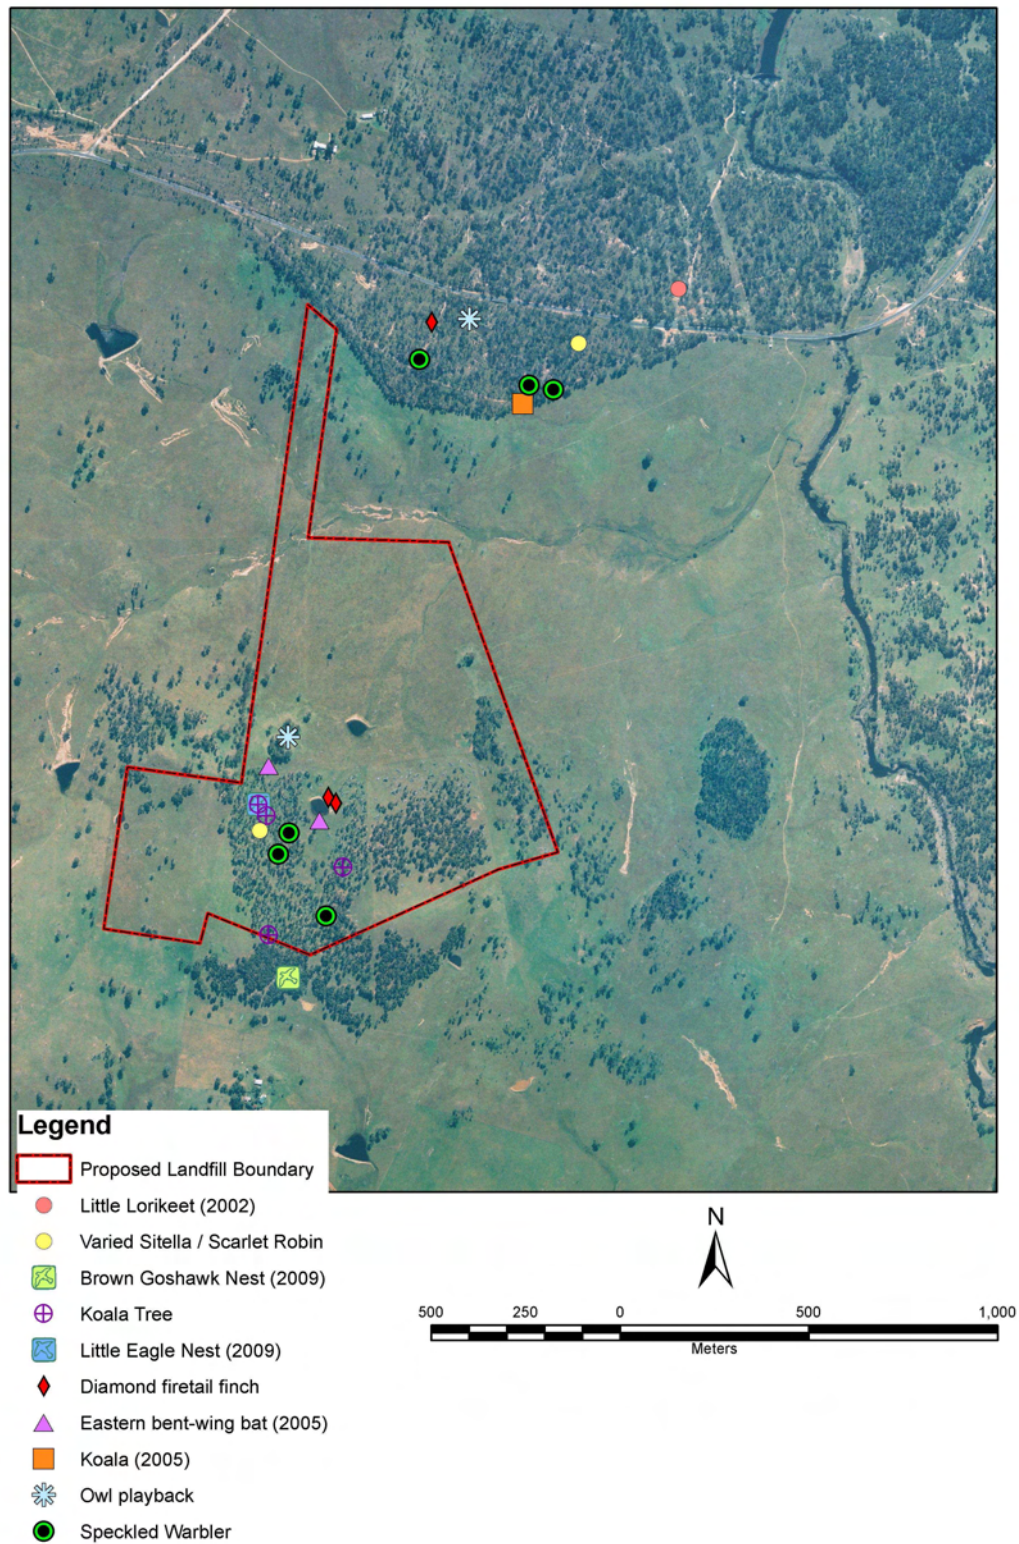 Legend
Proposed Landfill Boundary
Little Lorikeet (2002)
Varied Sitella / Scarlet Robin
Brown Goshawk Nest (2009)
Koala Tree
Little Eagle Nest (2009)
Diamond firetail finch
Eastern bent-wing bat (2005)
Koala (2005)
Owl playback
Speckled Warbler
N
500 250 0 500 1,000
Meters